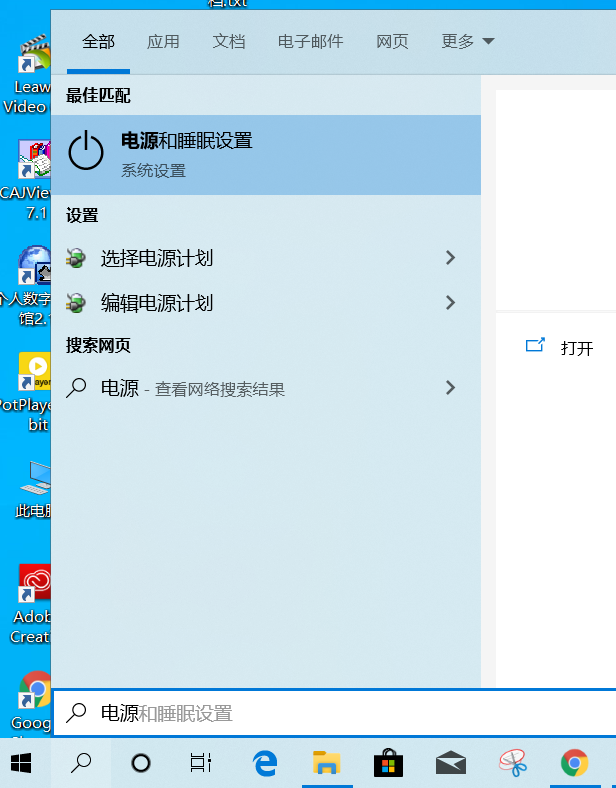 档.txt
全部 应用 文档 电子邮件 网页 更多
最佳匹配
电源和睡眠设置
系统设置
设置
选择电源计划
编辑电源计划
搜索网页
电源 - 查看网络搜索结果
打开
Leaw
Video
CAJVie
7.1
个人数字
馆2.
PotPlaye
bit
此电脑
Adob
Creati
Goog
电源和睡眠设置